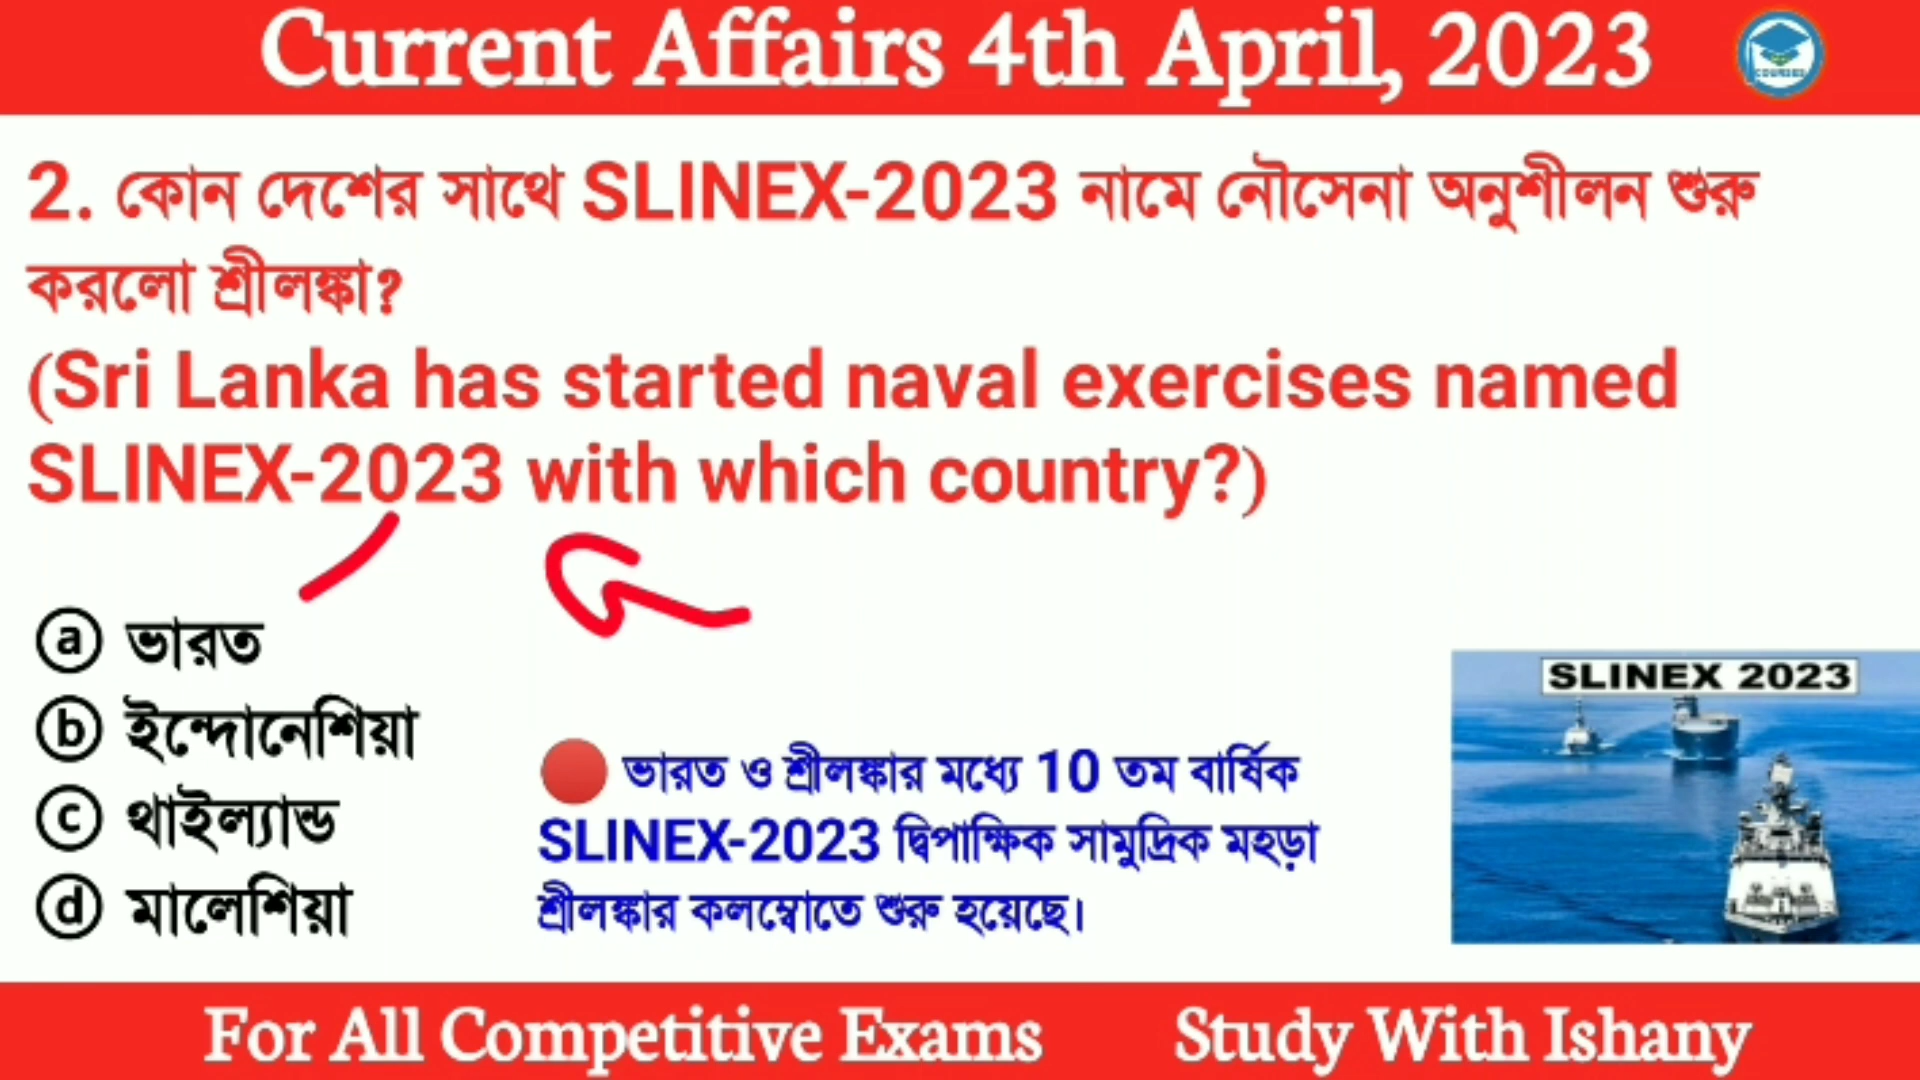 Current Affairs 4th April, 2023
COURSES
2. কোন দেশের সাথে SLINEX-2023 নামে নৌসেনা অনুশীলন শুরু
করলো শ্রীলঙ্কা?
(Sri Lanka has started naval exercises named
SLINEX-2023 with which country?)
ⓐ ভারত
ⓑ ইন্দোনেশিয়া
ⓒ থাইল্যান্ড
ⓓ মালেশিয়া
ভারত ও শ্রীলঙ্কার মধ্যে 10 তম বার্ষিক
SLINEX-2023 দ্বিপাক্ষিক সামুদ্রিক মহড়া
শ্রীলঙ্কার কলম্বোতে শুরু হয়েছে।
SLINEX 2023
For All Competitive Exams
Study With Ishany